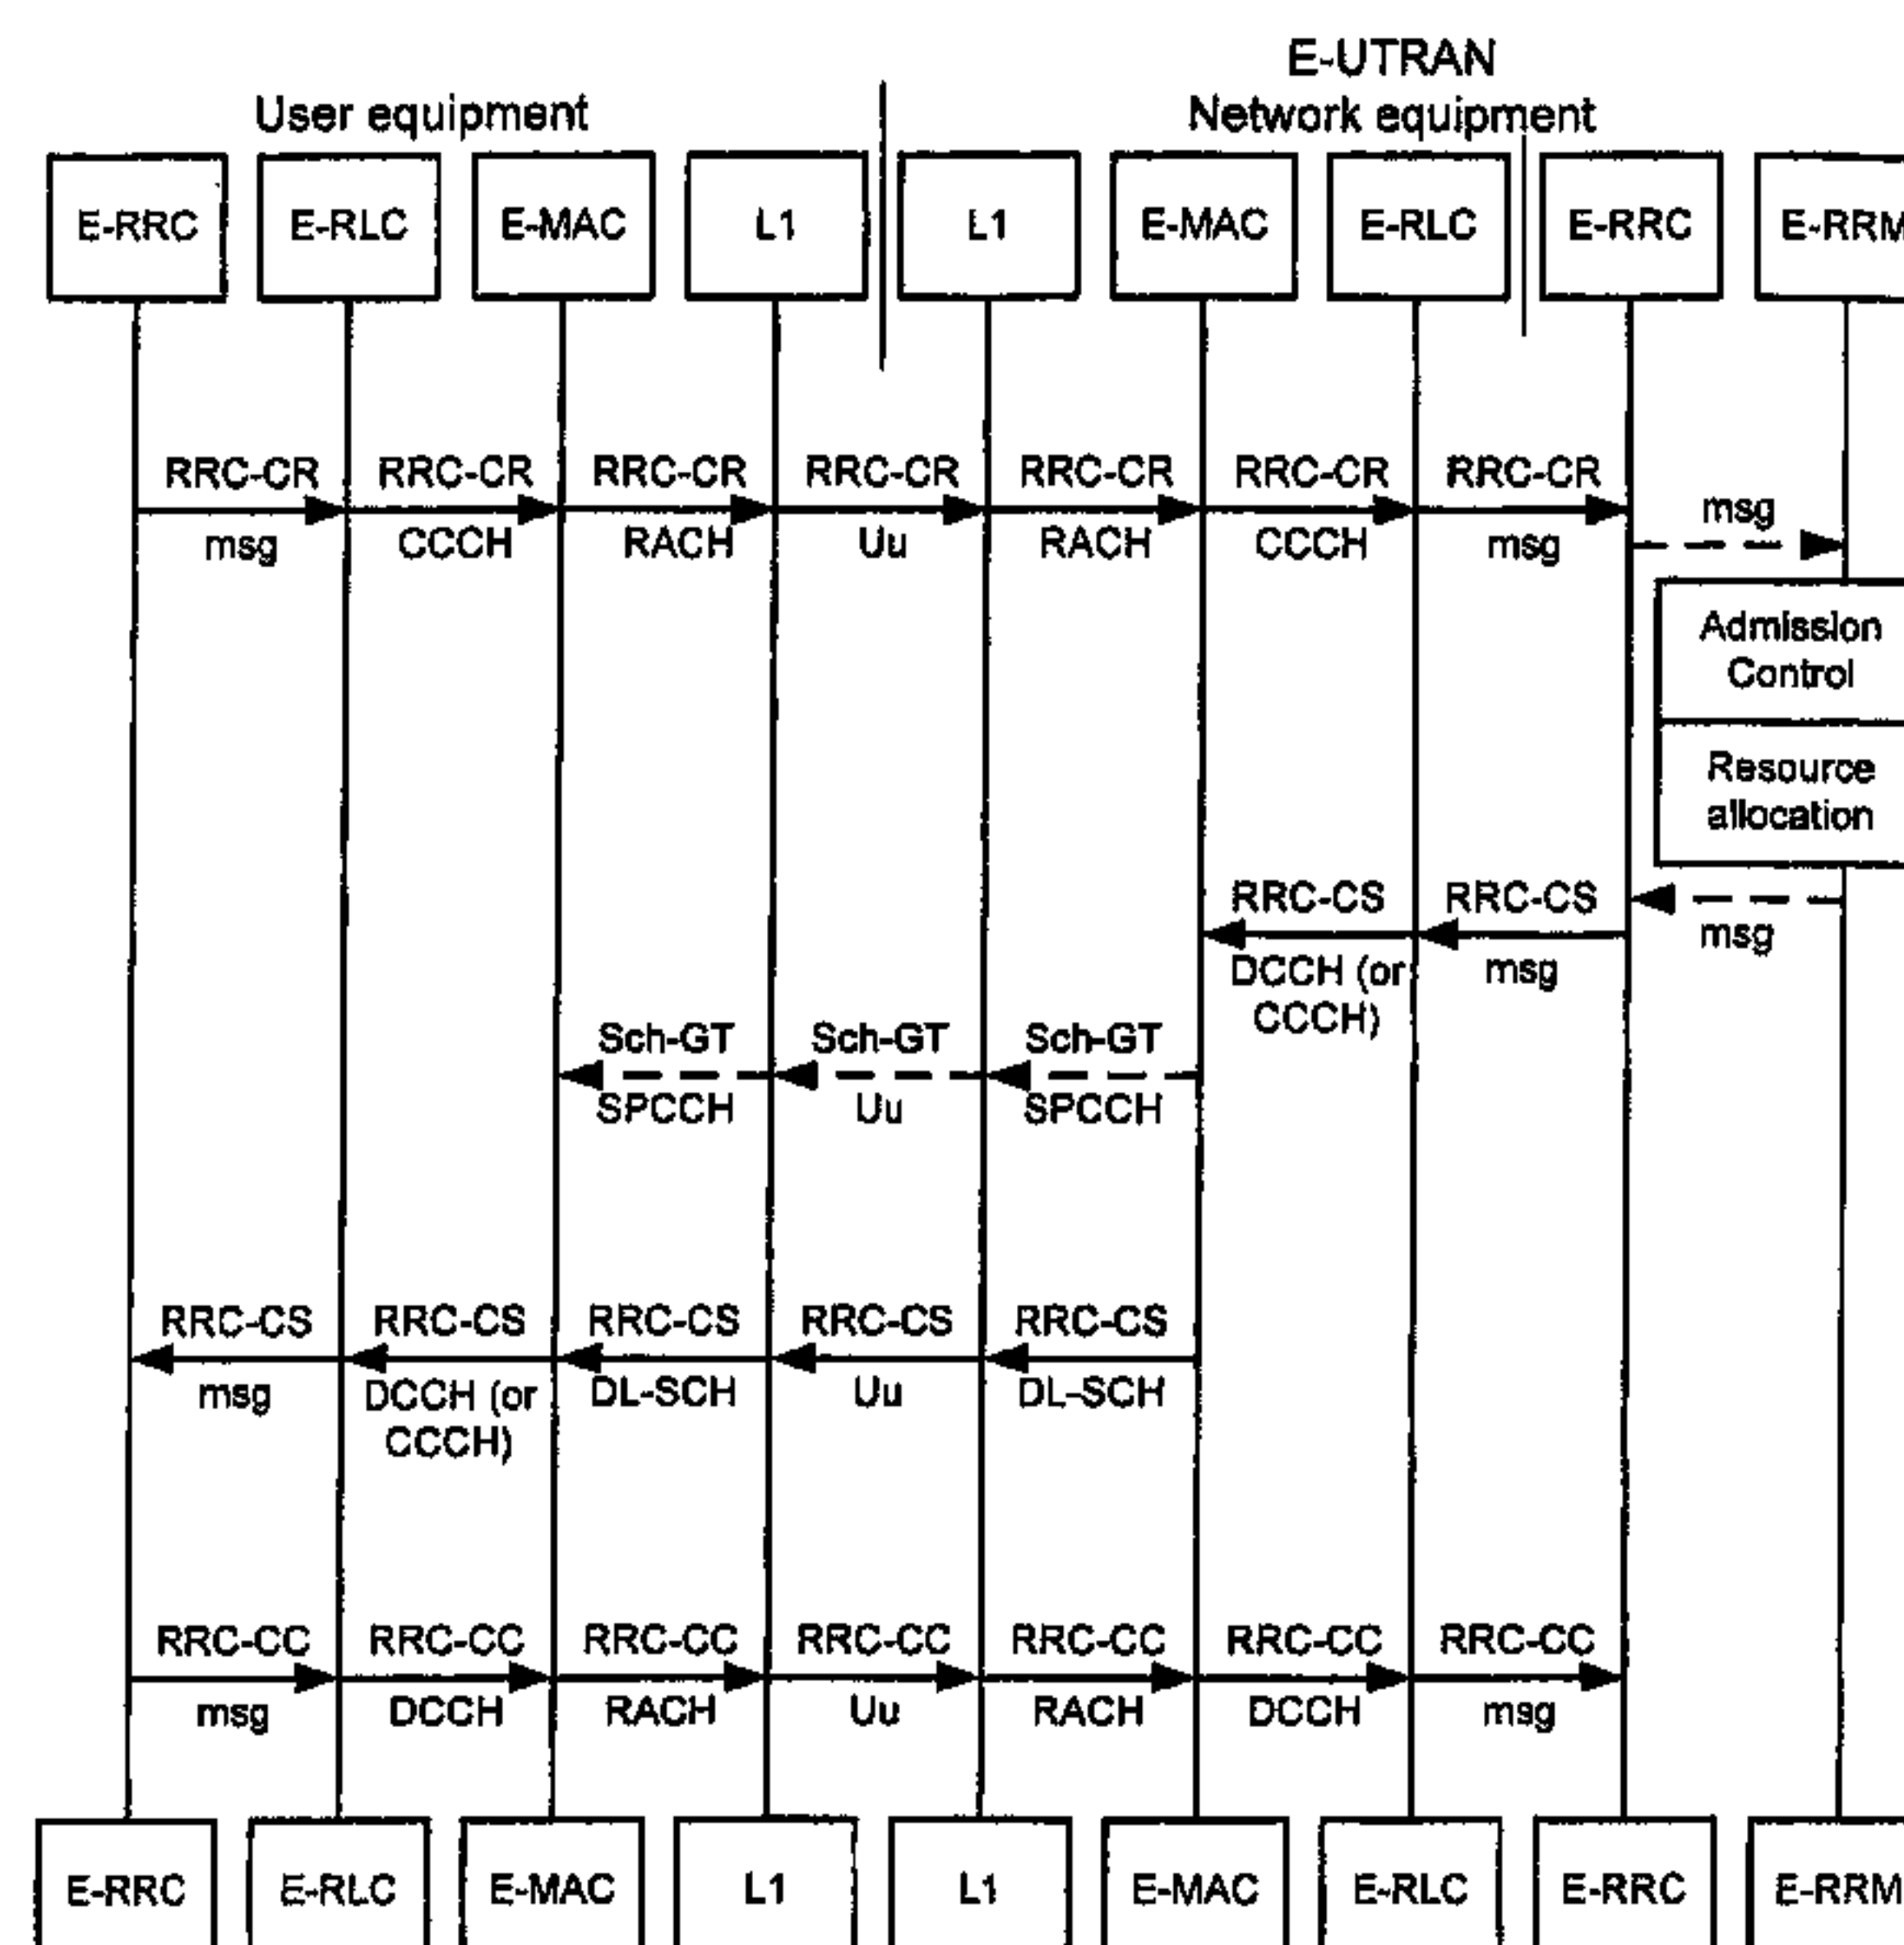 E-UTRAN
User equipment
Network equipment
E-RRC
E-RLC
E-MAC
L1
L1
E-MAC
E-RLC
E-RRC
E-RRM
RRC-CR
RRC-CR
RRC-CR
RRC-CR
RRC-CR
RRC-CR
RRC-CR
msg
msg
CCCH
RACH
Uu
RACH
CCCH
msg
Admission
Control
Resource
allocation
RRC-CS
RRC-CS
msg
DCCH (or
CCCH)
msg
Sch-GT
Sch-GT
Sch-GT
SPCCH
Uu
SPCCH
RRC-CS
RRC-CS
RRC-CS
RRC-CS
RRC-CS
msg
DCCH (or
CCCH)
DL-SCH
Uu
DL-SCH
RRC-CC
RRC-CC
RRC-CC
RRC-CC
RRC-CC
RRC-CC
RRC-CC
msg
DCCH
RACH
Uu
RACH
DCCH
msg
E-RRC
E-RLC
E-MAC
L1
L1
E-MAC
E-RLC
E-RRC
E-RRM